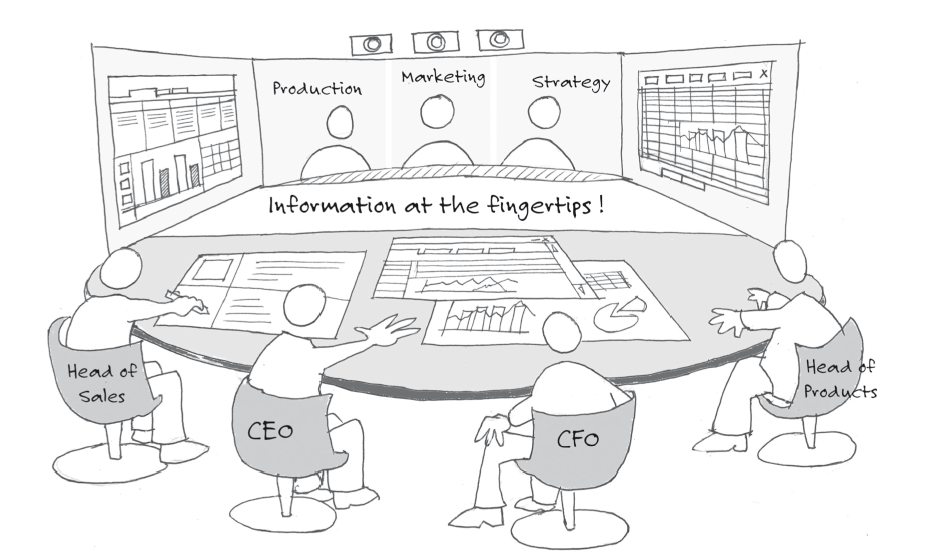 Production
Marketing
Strategy
X
Information at the fingertips !
Head of
Sales
CEO
CFO
Head of
Products